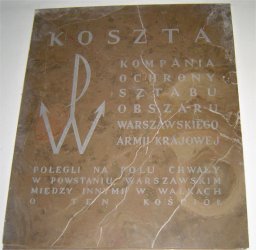 KOSZTA
KOMPANIA
OCHRONY
SZTABU
OBSZARU
WARSZAWSKIEGO
ARMII KRAJOWEJ
POLEGLI NA POLU CHWAŁY
W POWSTANIU WARSZAWSKIM
MIĘDZY INNYMI W WALKACH
O TEN KOŚCIÓŁ